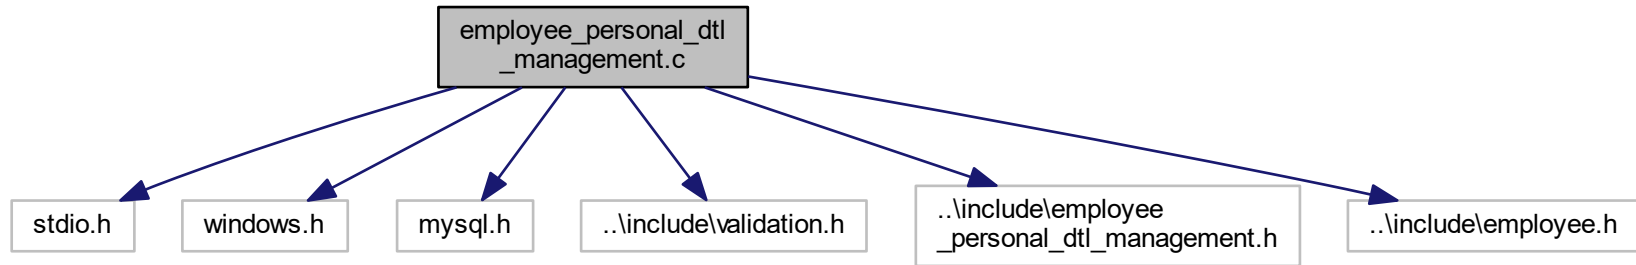 employee_personal_dtl
_management.c
stdio.h
windows.h
mysql.h
..\include\validation.h
..\include\employee
_personal_dtl_management.h
..\include\employee.h